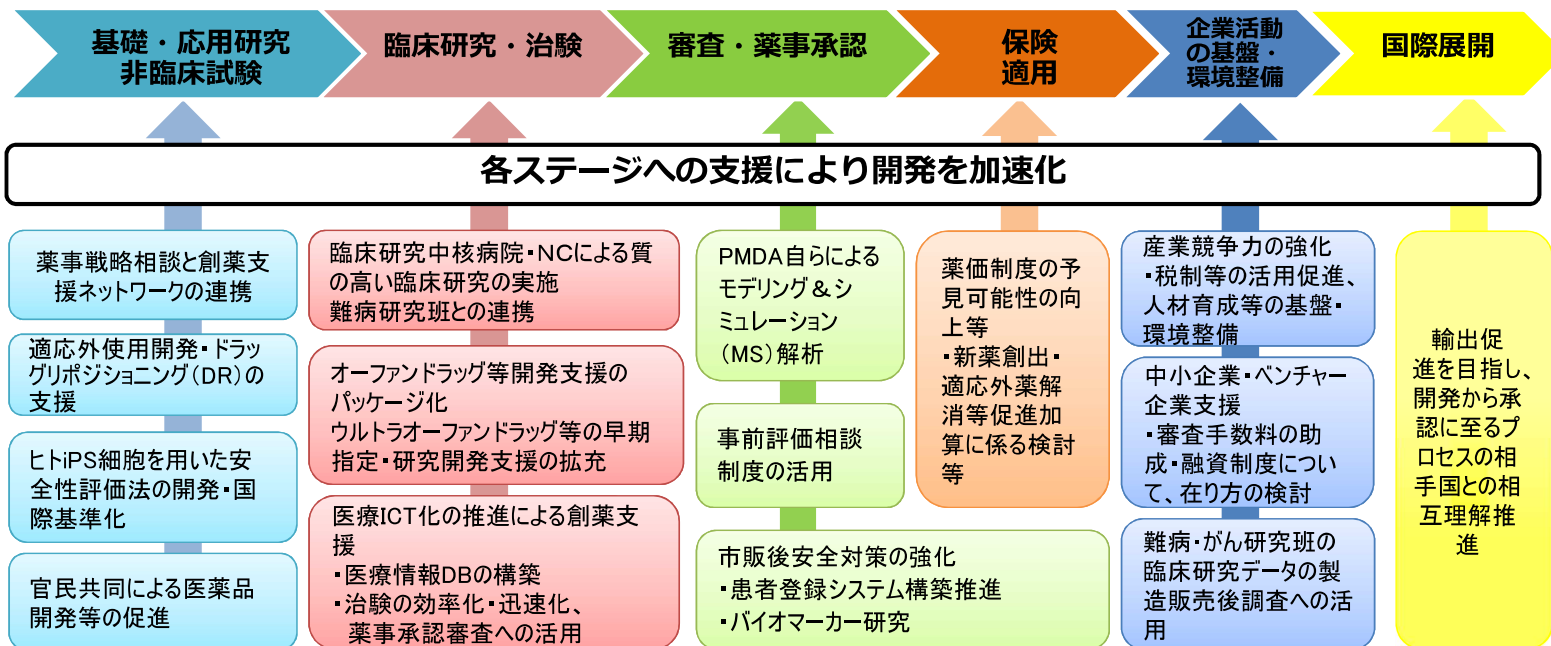 基礎・応用研究
非臨床試験
臨床研究・治験
審査・薬事承認
保険
適用
企業活動
の基盤・
環境整備
国際展開
各ステージへの支援により開発を加速化
薬事戦略相談と創薬支
援ネットワークの連携
適応外使用開発・ドラッ
グリポジショニング(DR)の
支援
ヒトiPS細胞を用いた安
全性評価法の開発・国
際基準化
官民共同による医薬品
開発等の促進
臨床研究中核病院・NCによる質
の高い臨床研究の実施
難病研究班との連携
オーファンドラッグ等開発支援の
パッケージ化
ウルトラオーファンドラッグ等の早期
指定・研究開発支援の拡充
医療ICT化の推進による創薬支
援
・医療情報DBの構築
・治験の効率化・迅速化、
薬事承認審査への活用
PMDA自らによる
モデリング＆シ
ミュレーション
(MS)解析
事前評価相談
制度の活用
市販後安全対策の強化
・患者登録システム構築推進
・バイオマーカー研究
薬価制度の予
見可能性の向
上等
・新薬創出・
適応外薬解
消等促進加
算に係る検討
等
産業競争力の強化
・税制等の活用促進、
人材育成等の基盤・
環境整備
中小企業・ベンチャー
企業支援
・審査手数料の助
成・融資制度につい
て、在り方の検討
難病・がん研究班の
臨床研究データの製
造販売後調査への活
用
輸出促
進を目指し、
開発から承
認に至るプ
ロセスの相
手国との相
互理解推
進